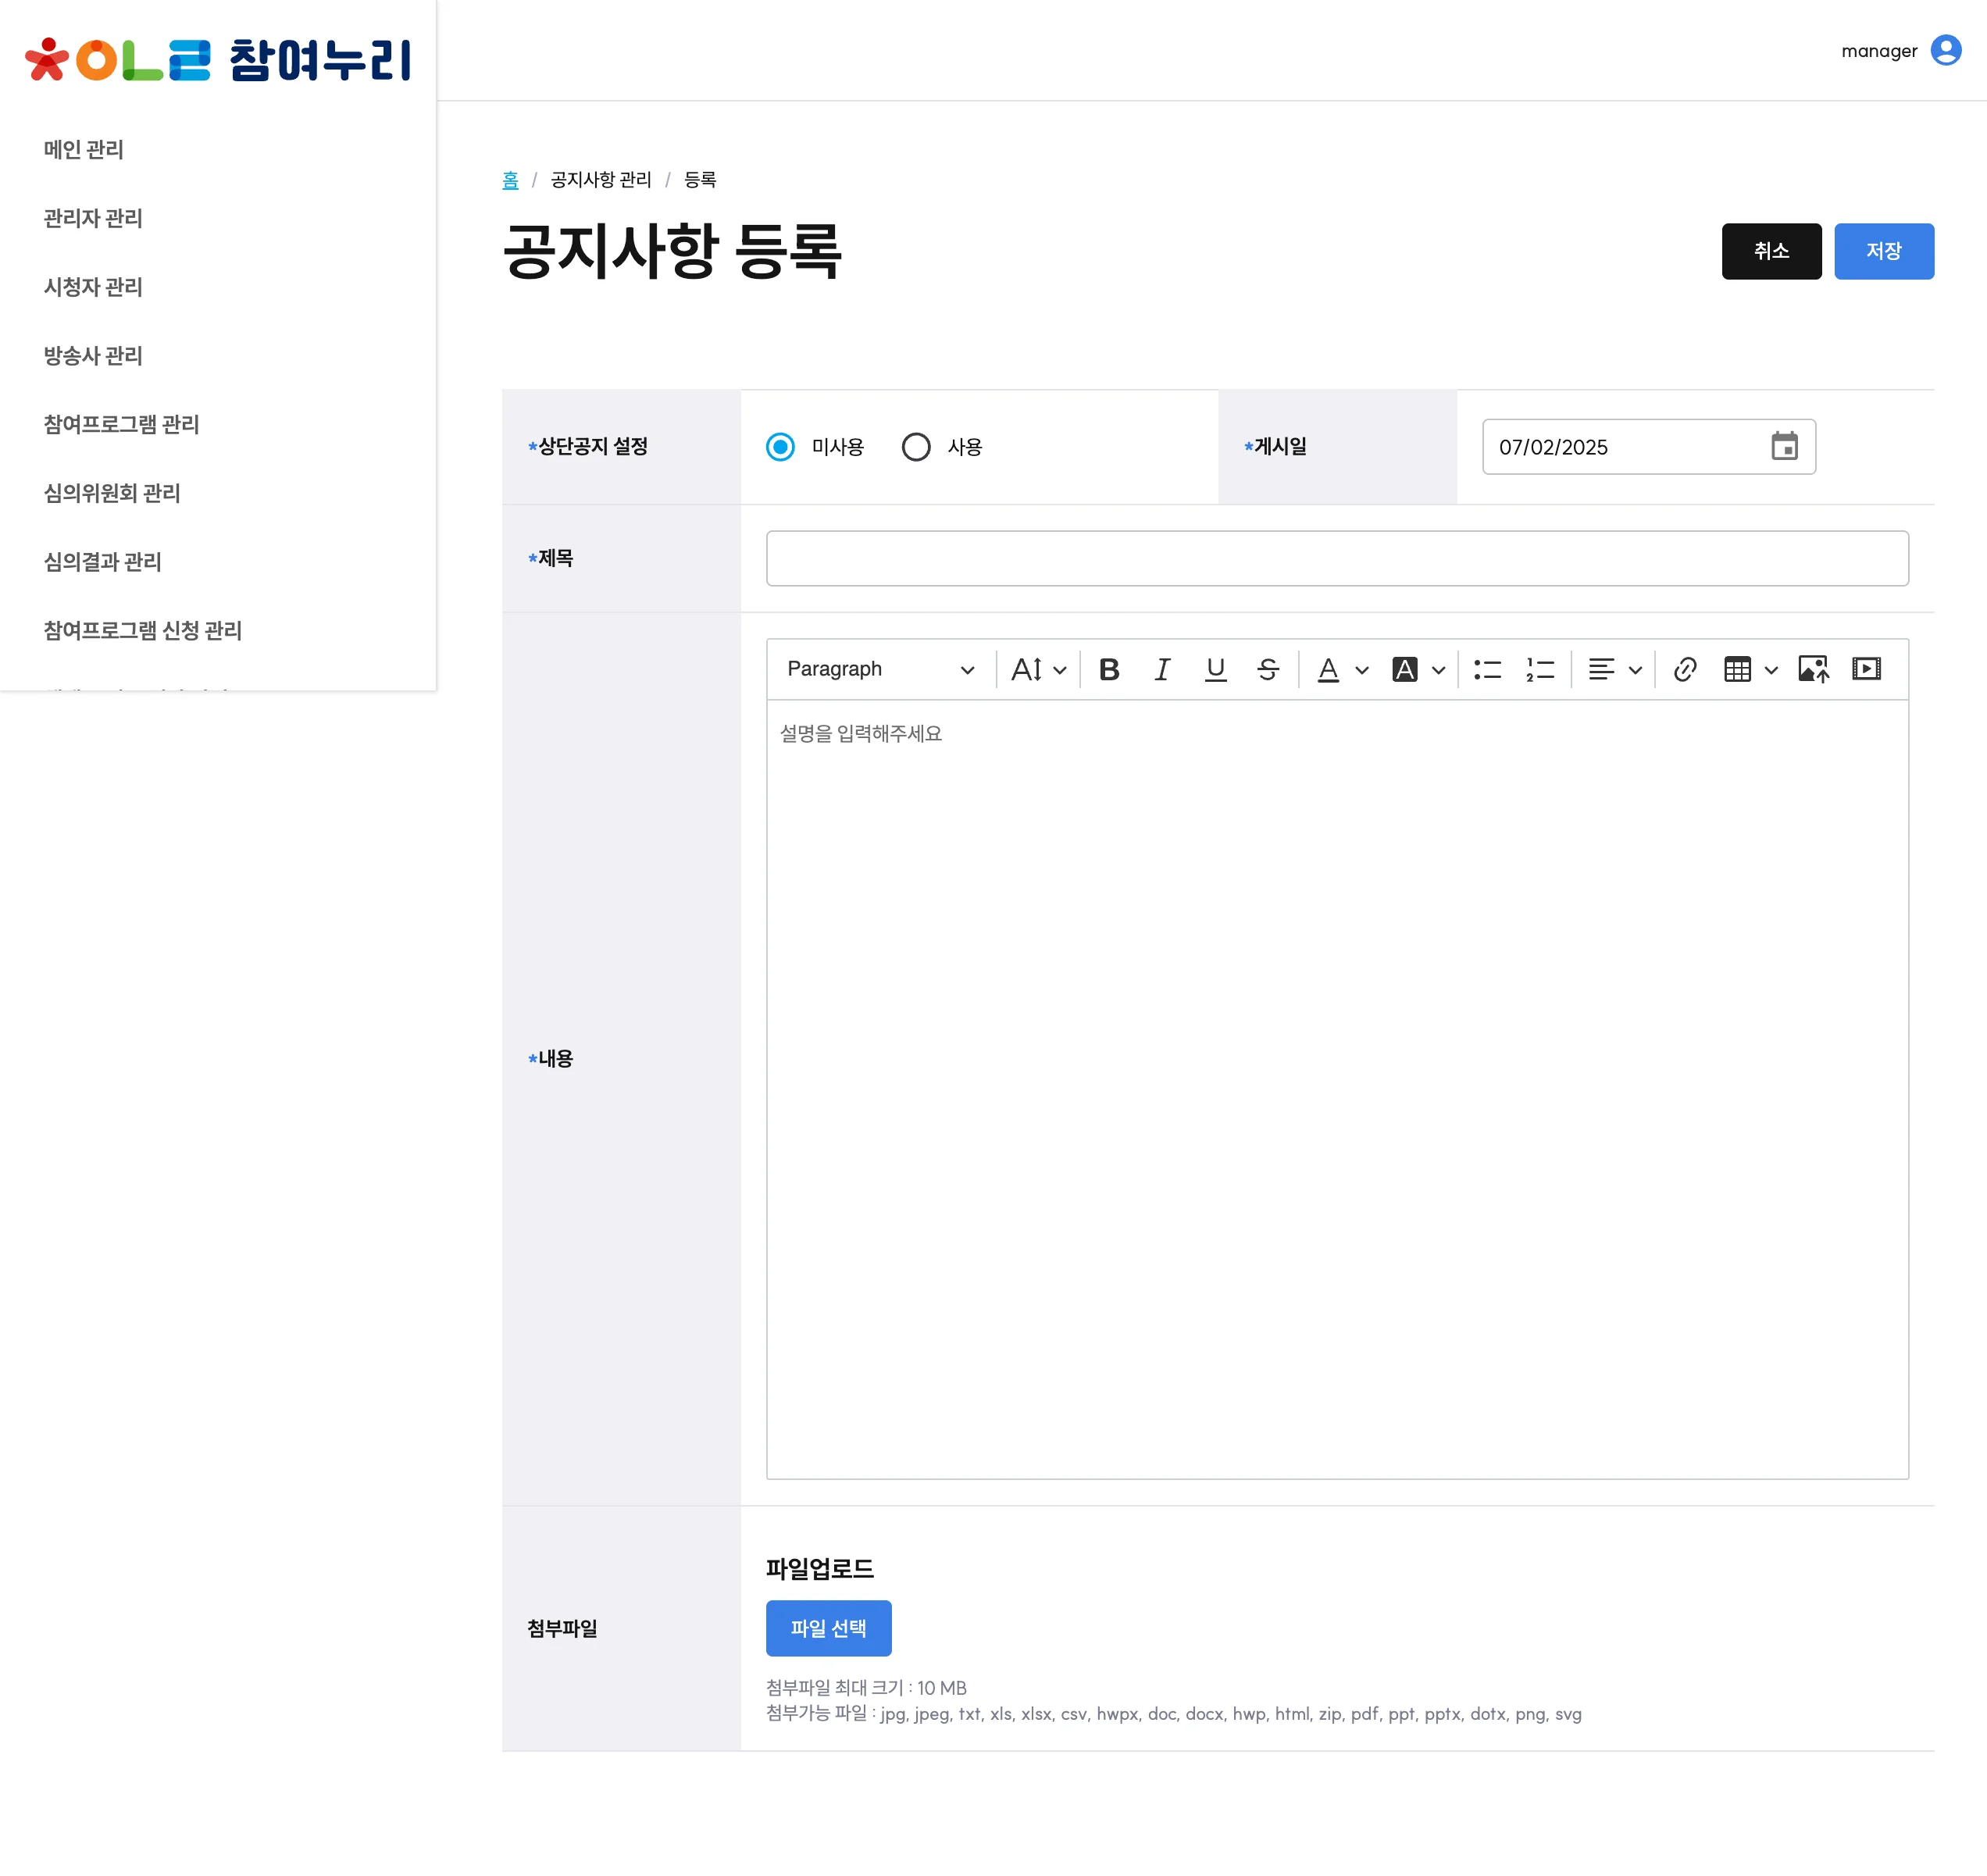 올 참여누리
manager
메인 관리
관리자 관리
시청자 관리
방송사 관리
참여프로그램 관리
심의위원회 관리
심의결과 관리
참여프로그램 신청 관리
홈 / 공지사항 관리 / 등록
공지사항 등록
취소 저장
*상단공지 설정 미사용 사용 *게시일 07/02/2025
*제목
Paragraph
설명을 입력해주세요
*내용
첨부파일
파일업로드
파일 선택
첨부파일 최대 크기 : 10 MB
첨부가능 파일 : jpg, jpeg, txt, xls, xlsx, csv, hwpx, doc, docx, hwp, html, zip, pdf, ppt, pptx, dotx, png, svg